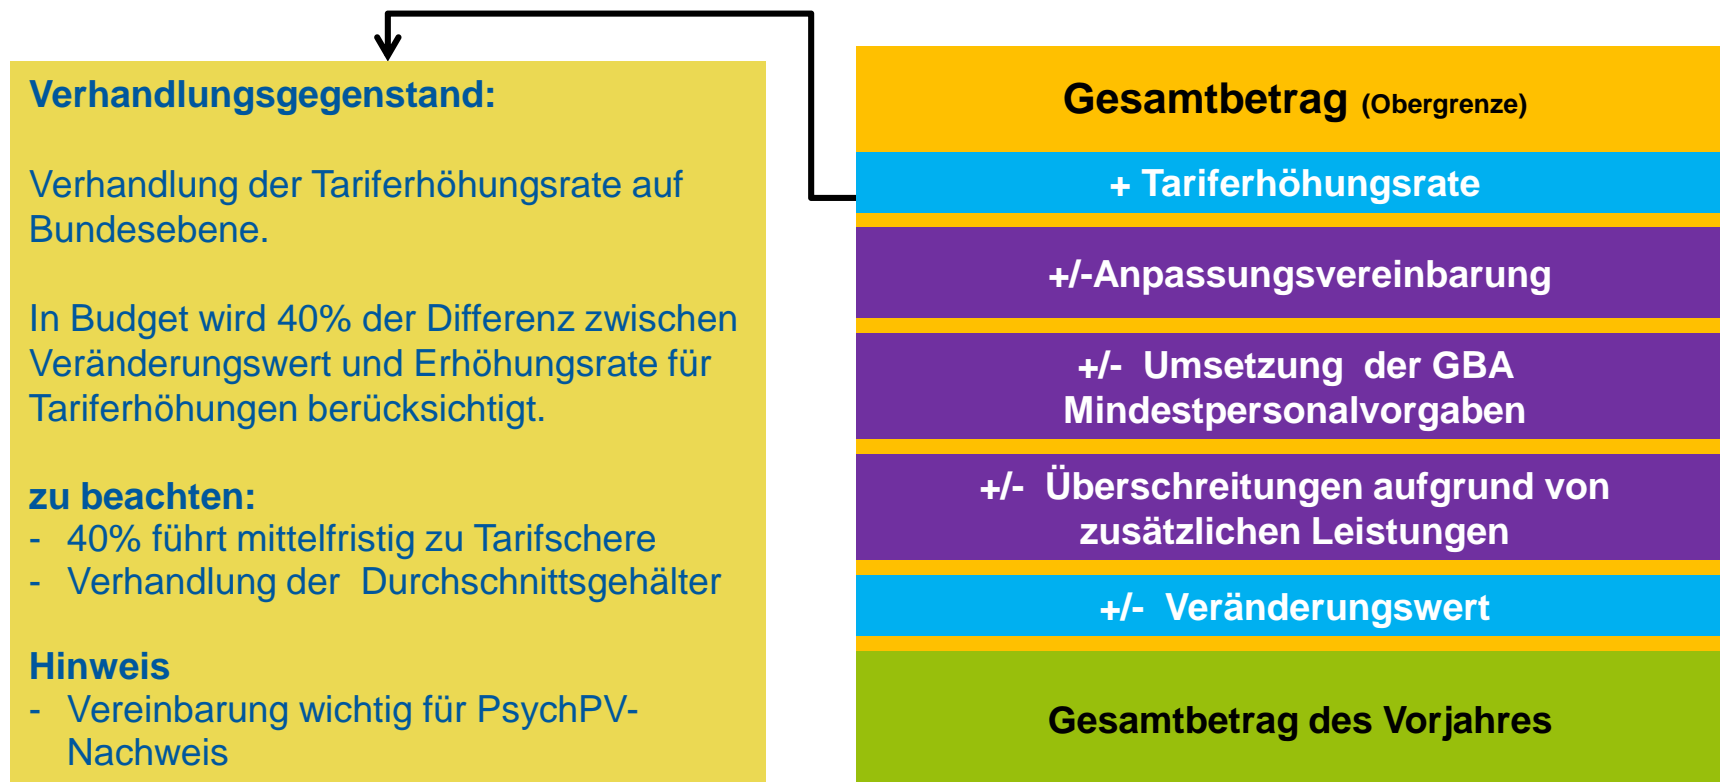 Verhandlungsgegenstand:
Verhandlung der Tariferhöhungsrate auf
Bundesebene.
In Budget wird 40% der Differenz zwischen
Veränderungswert und Erhöhungsrate für
Tariferhöhungen berücksichtigt.
zu beachten:
- 40% führt mittelfristig zu Tarifschere
- Verhandlung der Durchschnittsgehälter
Hinweis
- Vereinbarung wichtig für PsychPV-
Nachweis
Gesamtbetrag (Obergrenze)
+ Tariferhöhungsrate
+/-Anpassungsvereinbarung
+/- Umsetzung der GBA
Mindestpersonalvorgaben
+/- Überschreitungen aufgrund von
zusätzlichen Leistungen
+/- Veränderungswert
Gesamtbetrag des Vorjahres